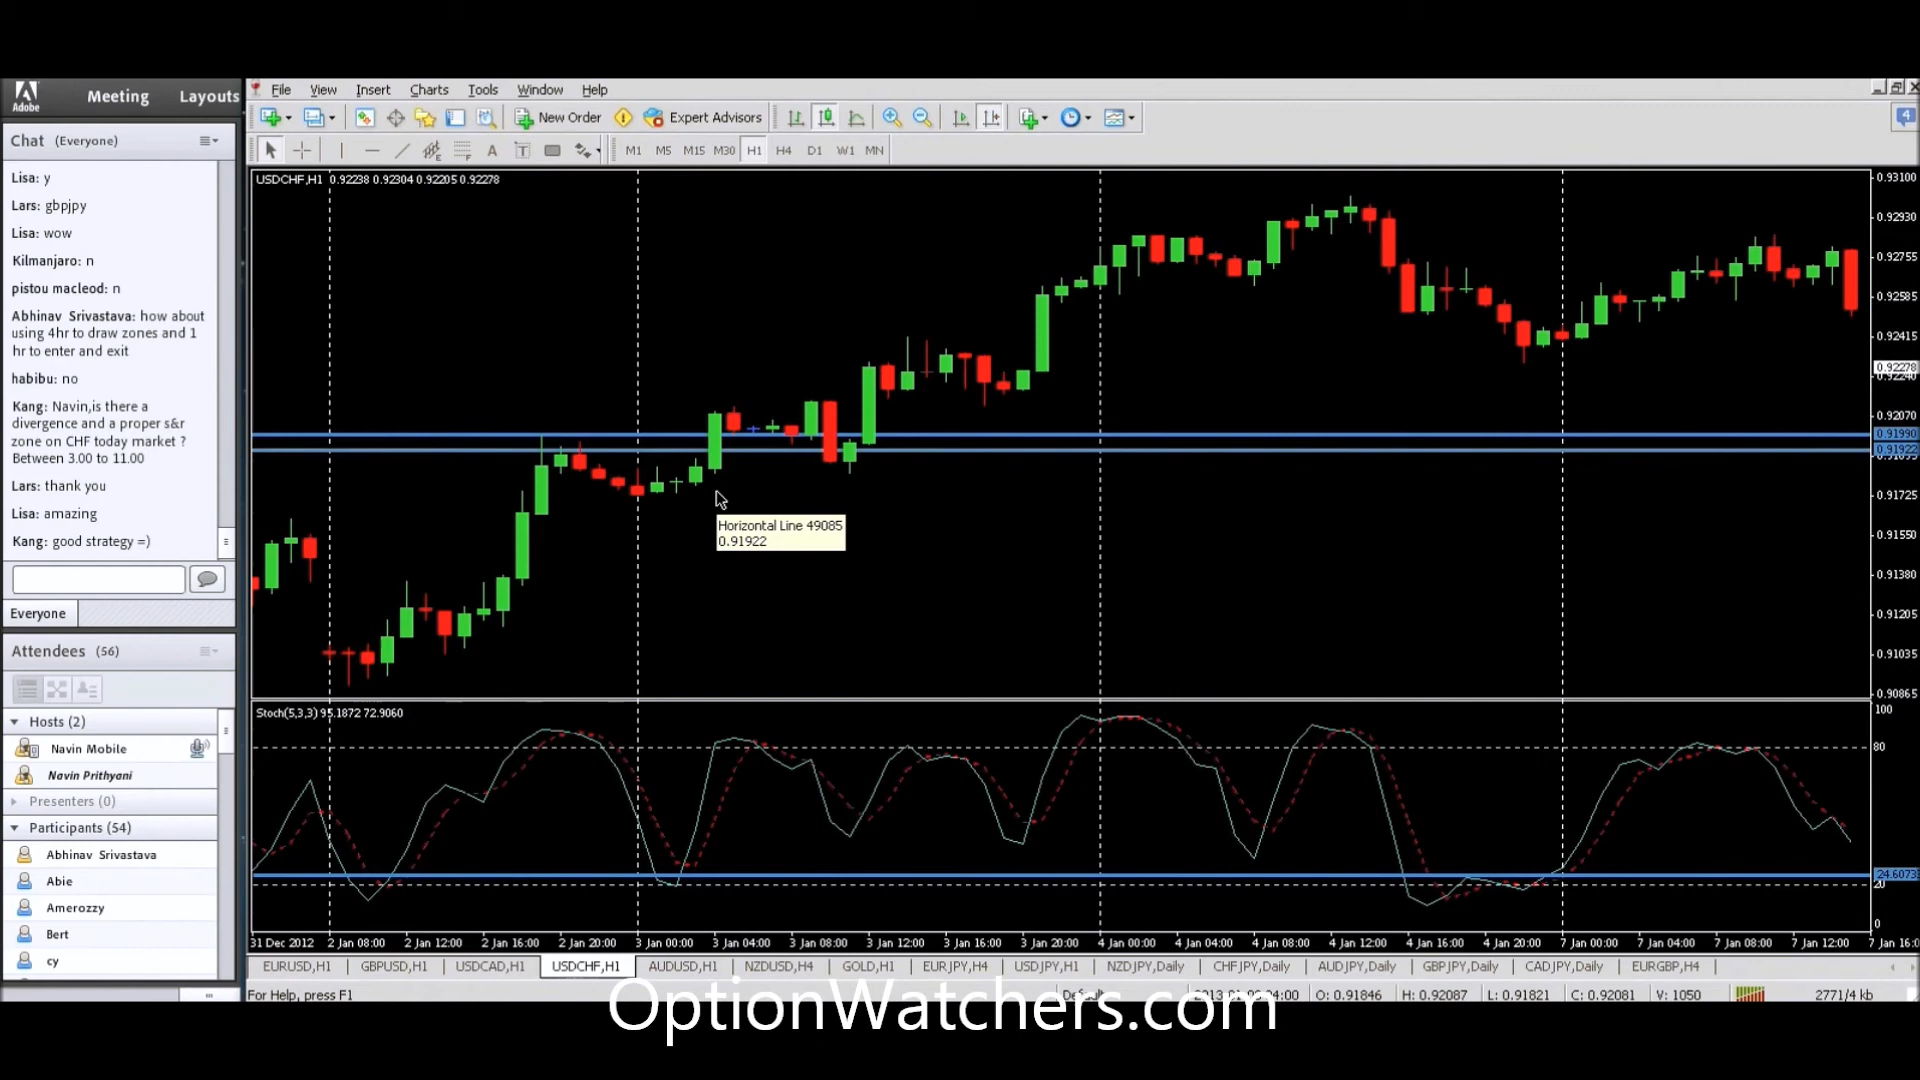 Adobe
Meeting
Layouts
Chat (Everyone)
Lisa: y
Lars: gbpjpy
Lisa: wow
Kilmanjaro: n
pistou macleod: n
Abhinav Srivastava: how about
using 4hr to draw zones and 1
hr to enter and exit
habibu: no
Kang: Navin,is there a
divergence and a proper s&r
zone on CHF today market ?
Between 3.00 to 11.00
Lars: thank you
Lisa: amazing
Kang: good strategy =)
Everyone
Attendees (56)
Hosts (2)
Navin Mobile
Navin Prithyani
Presenters (0)
Participants (54)
Abhinav Srivastava
Abie
Amerozzy
Bert
cy
File View Insert Charts Tools Window Help
New Order
Expert Advisors
4
A T
M1 M5 M15 M30 H1 H4 D1 W1 MN
USDCHF,H1 0.92238 0.92304 0.92205 0.92278
0.93100
0.92930
0.92755
0.92585
0.92415
0.92278
0.92240
0.92070
0.91990
0.91922
0.91725
0.91550
0.91380
0.91205
0.91035
0.90865
Horizontal Line 49085
0.91922
Stoch(5,3,3) 95.1872 72.9060
100
80
24.6073
20
0
31 Dec 2012 2 Jan 08:00 2 Jan 12:00 2 Jan 16:00 2 Jan 20:00 3 Jan 00:00 3 Jan 04:00 3 Jan 08:00 3 Jan 12:00 3 Jan 16:00 3 Jan 20:00 4 Jan 00:00 4 Jan 04:00 4 Jan 08:00 4 Jan 12:00 4 Jan 16:00 4 Jan 20:00 7 Jan 00:00 7 Jan 04:00 7 Jan 08:00 7 Jan 12:00 7 Jan 16:0
EURUSD,H1 GBPUSD,H1 USDCAD,H1 USDCHF,H1 AUDUSD,H1 NZDUSD,H4 GOLD,H1 EURJPY,H4 USDJPY,H1 NZDJPY,Daily CHFJPY,Daily AUDJPY,Daily GBPJPY,Daily CADJPY,Daily EURGBP,H4
For Help, press F1
Default
O: 0.91846 H: 0.92087 L: 0.91821 C: 0.92081 V: 1050 2771/4 kb
OptionWatchers.com